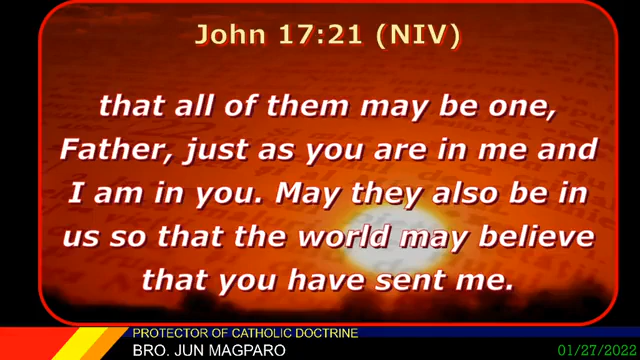 John 17:21 (NIV)
that all of them may be one,
Father, just as you are in me and
I am in you. May they also be in
us so that the world may believe
that you have sent me.
PROTECTOR OF CATHOLIC DOCTRINE
BRO. JUN MAGPARO
01/27/2022